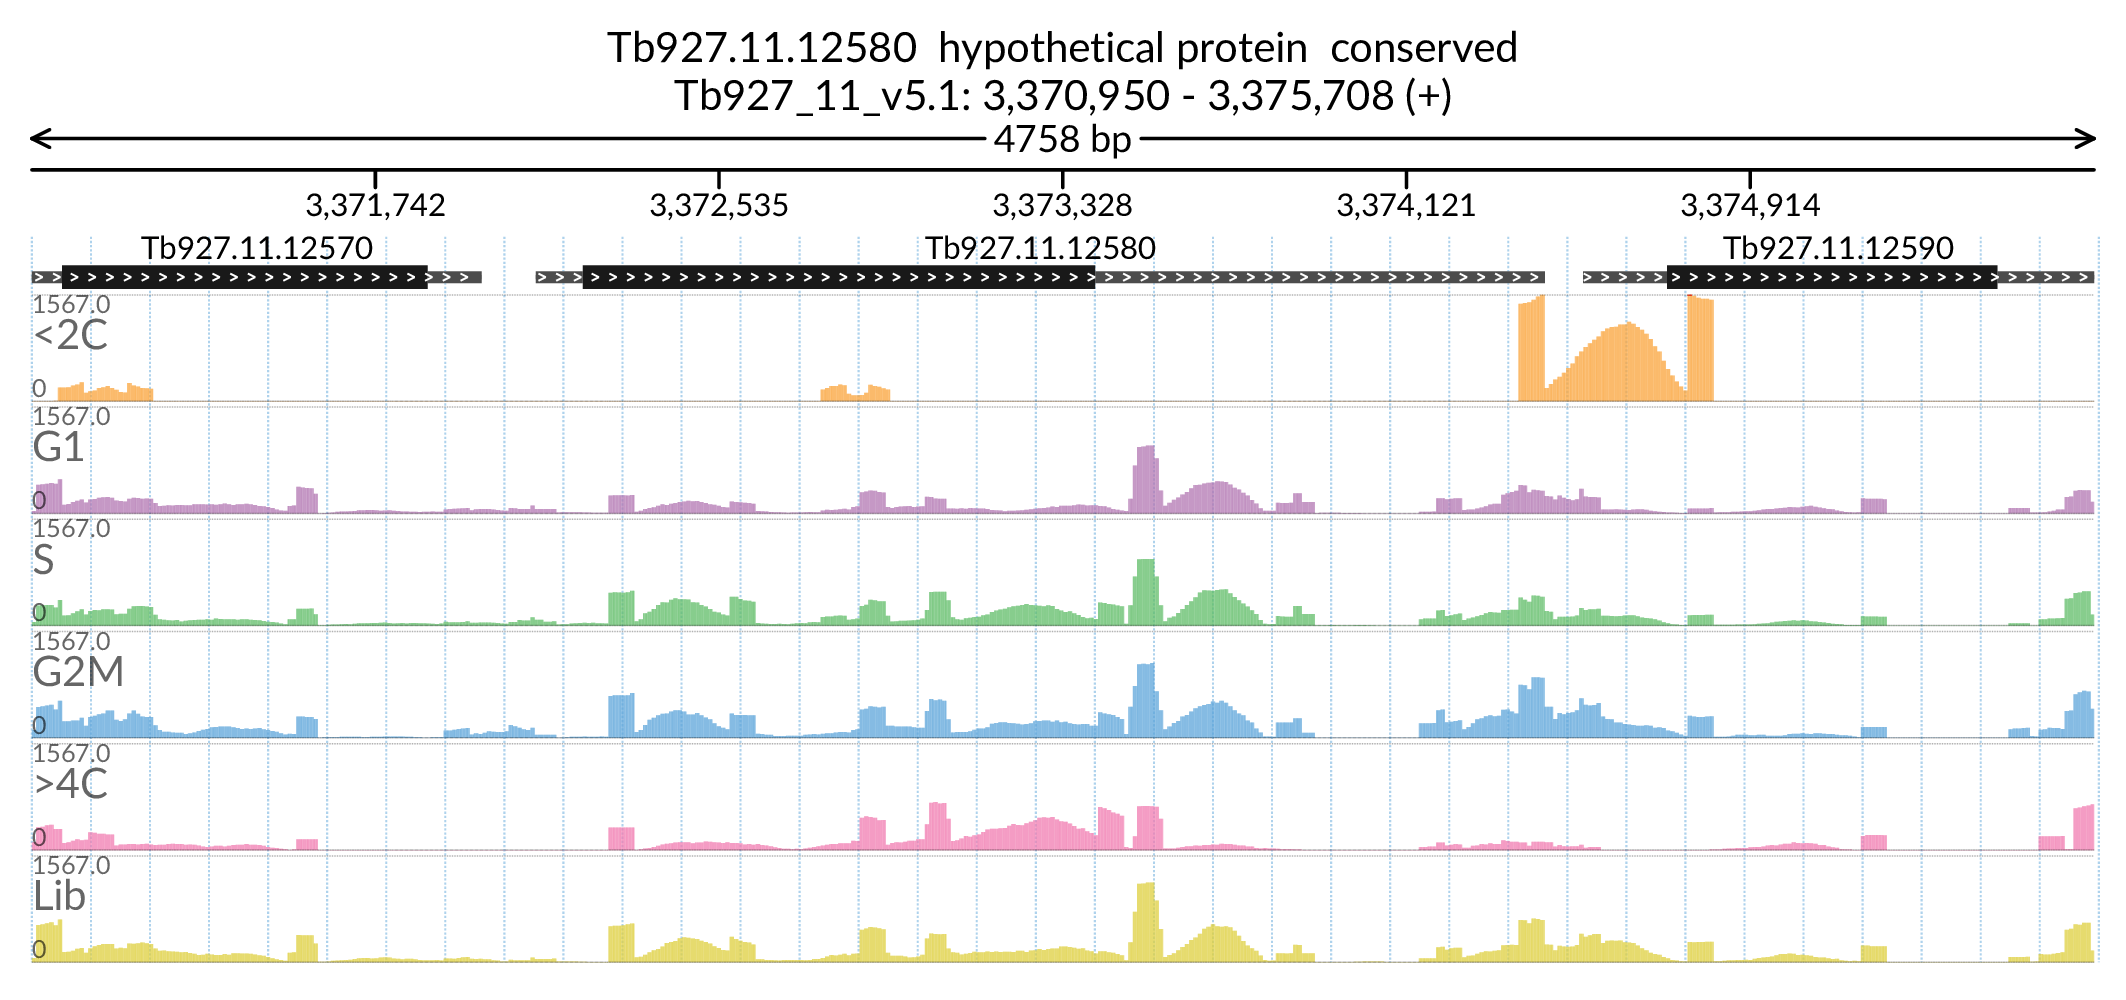 Tb927.11.12580  hypothetical protein  conserved
Tb927_11_v5.1: 3,370,950 - 3,375,708 (+)
4758 bp
3,371,742 3,372,535 3,373,328 3,374,121 3,374,914
Tb927.11.12570 Tb927.11.12580 Tb927.11.12590
1567.0
<2C
0
1567.0
G1
0
1567.0
S
0
1567.0
G2M
0
1567.0
>4C
0
1567.0
Lib
0